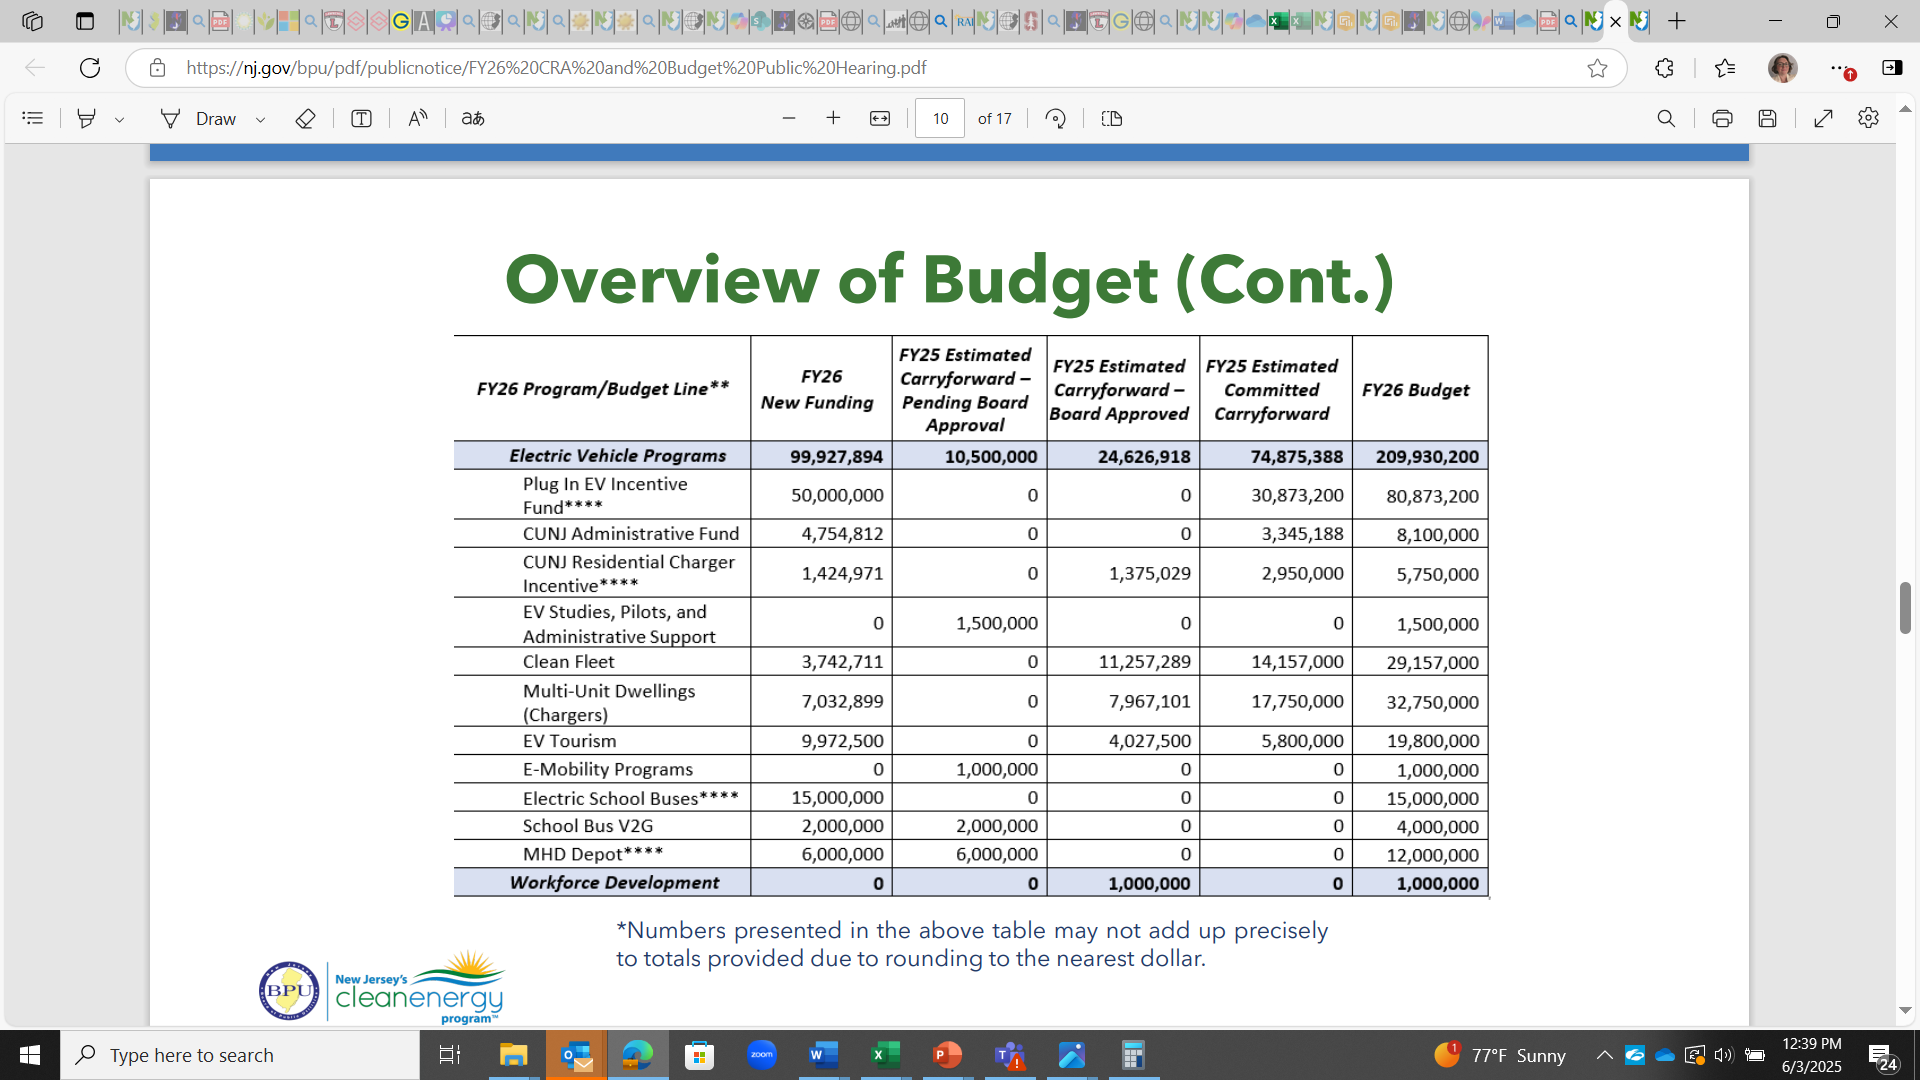 https://nj.gov/bpu/pdf/publicnotice/FY26%20CRA%20and%20Budget%20Public%20Hearing.pdf
Draw
10 of 17
Overview of Budget (Cont.)
FY26 Program/Budget Line** FY26 New Funding FY25 Estimated Carryforward – Pending Board Approval FY25 Estimated Carryforward – Board Approved FY25 Estimated Committed Carryforward FY26 Budget
Electric Vehicle Programs 99,927,894 10,500,000 24,626,918 74,875,388 209,930,200
Plug In EV Incentive Fund**** 50,000,000 0 0 30,873,200 80,873,200
CUNJ Administrative Fund 4,754,812 0 0 3,345,188 8,100,000
CUNJ Residential Charger Incentive**** 1,424,971 0 1,375,029 2,950,000 5,750,000
EV Studies, Pilots, and Administrative Support 0 1,500,000 0 0 1,500,000
Clean Fleet 3,742,711 0 11,257,289 14,157,000 29,157,000
Multi-Unit Dwellings (Chargers) 7,032,899 0 7,967,101 17,750,000 32,750,000
EV Tourism 9,972,500 0 4,027,500 5,800,000 19,800,000
E-Mobility Programs 0 1,000,000 0 0 1,000,000
Electric School Buses**** 15,000,000 0 0 0 15,000,000
School Bus V2G 2,000,000 2,000,000 0 0 4,000,000
MHD Depot**** 6,000,000 6,000,000 0 0 12,000,000
Workforce Development 0 0 1,000,000 0 1,000,000
*Numbers presented in the above table may not add up precisely
to totals provided due to rounding to the nearest dollar.
BPU
New Jersey's
cleanenergy
program™
Type here to search
zoom
1
77°F Sunny
12:39 PM
6/3/2025
24